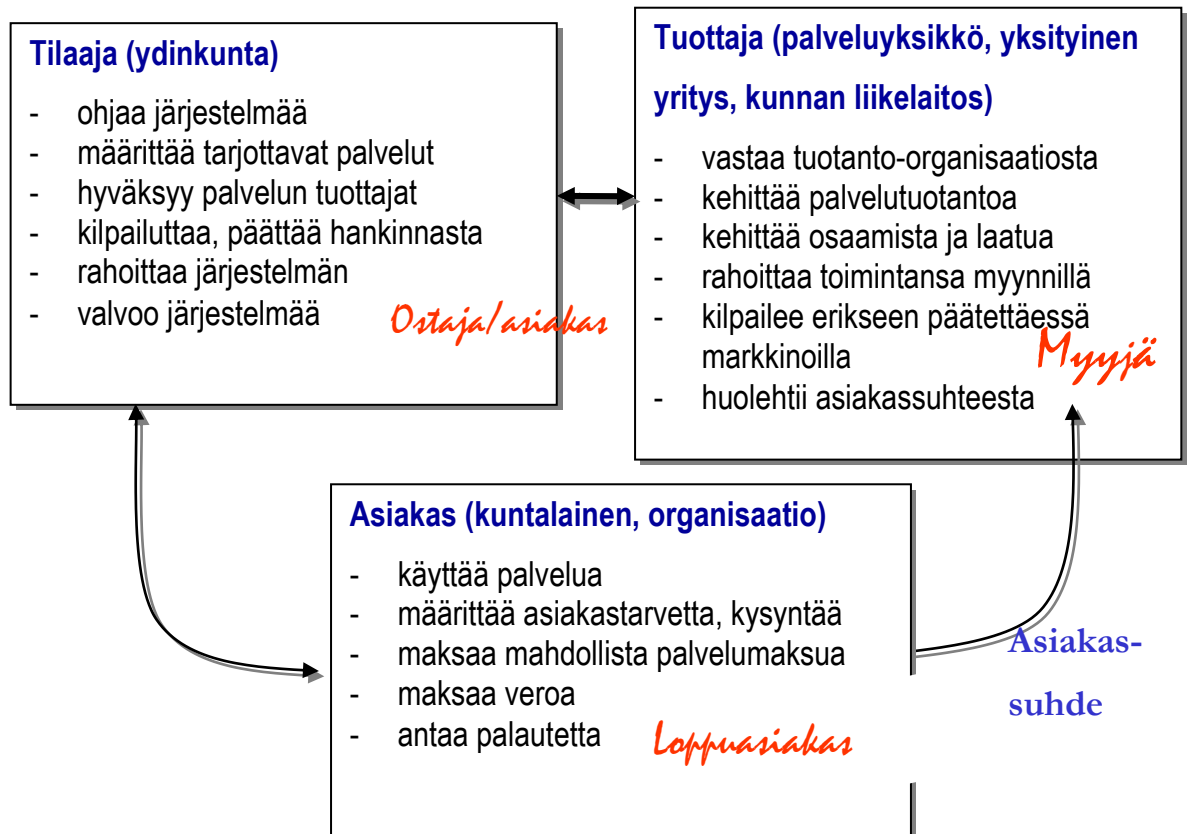 Tilaaja (ydinkunta)
- ohjaa järjestelmää
- määrittää tarjottavat palvelut
- hyväksyy palvelun tuottajat
- kilpailuttaa, päättää hankinnasta
- rahoittaa järjestelmän
- valvoo järjestelmää
Ostaja/asiakas
Tuottaja (palveluyksikkö, yksityinen
yritys, kunnan liikelaitos)
- vastaa tuotanto-organisaatiosta
- kehittää palvelutuotantoa
- kehittää osaamista ja laatua
- rahoittaa toimintansa myynnillä
- kilpailee erikseen päätettäessä
markkinoilla
Myyjä
- huolehtii asiakassuhteesta
Asiakas (kuntalainen, organisaatio)
- käyttää palvelua
- määrittää asiakastarvetta, kysyntää
- maksaa mahdollista palvelumaksua
- maksaa veroa
- antaa palautetta
Loppuasiakas
Asiakas-
suhde